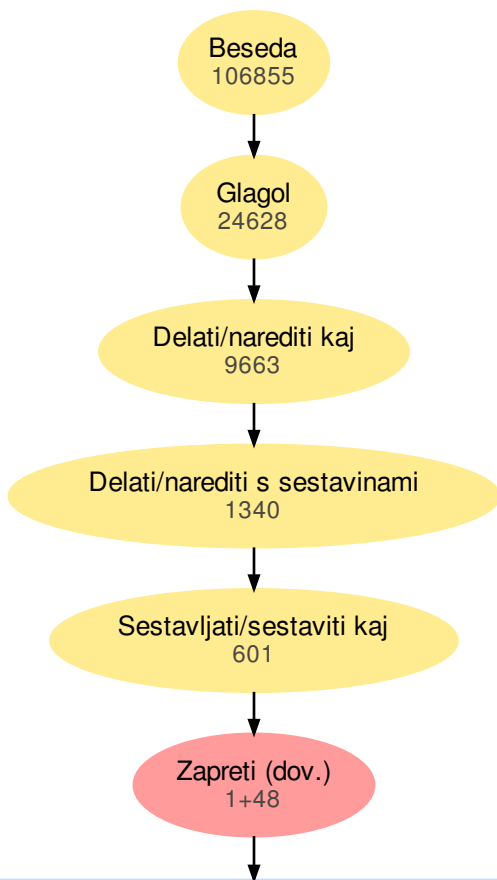 Beseda
106855
Glagol
24628
Delati/narediti kaj
9663
Delati/narediti s sestavinami
1340
Sestavljati/sestaviti kaj
601
Zapreti (dov.)
1+48